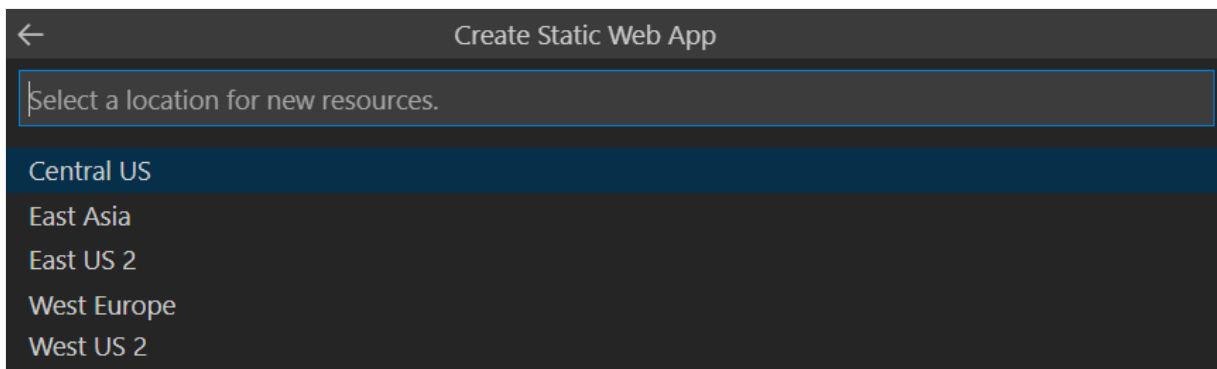 Create Static Web App
Select a location for new resources.
Central US
East Asia
East US 2
West Europe
West US 2